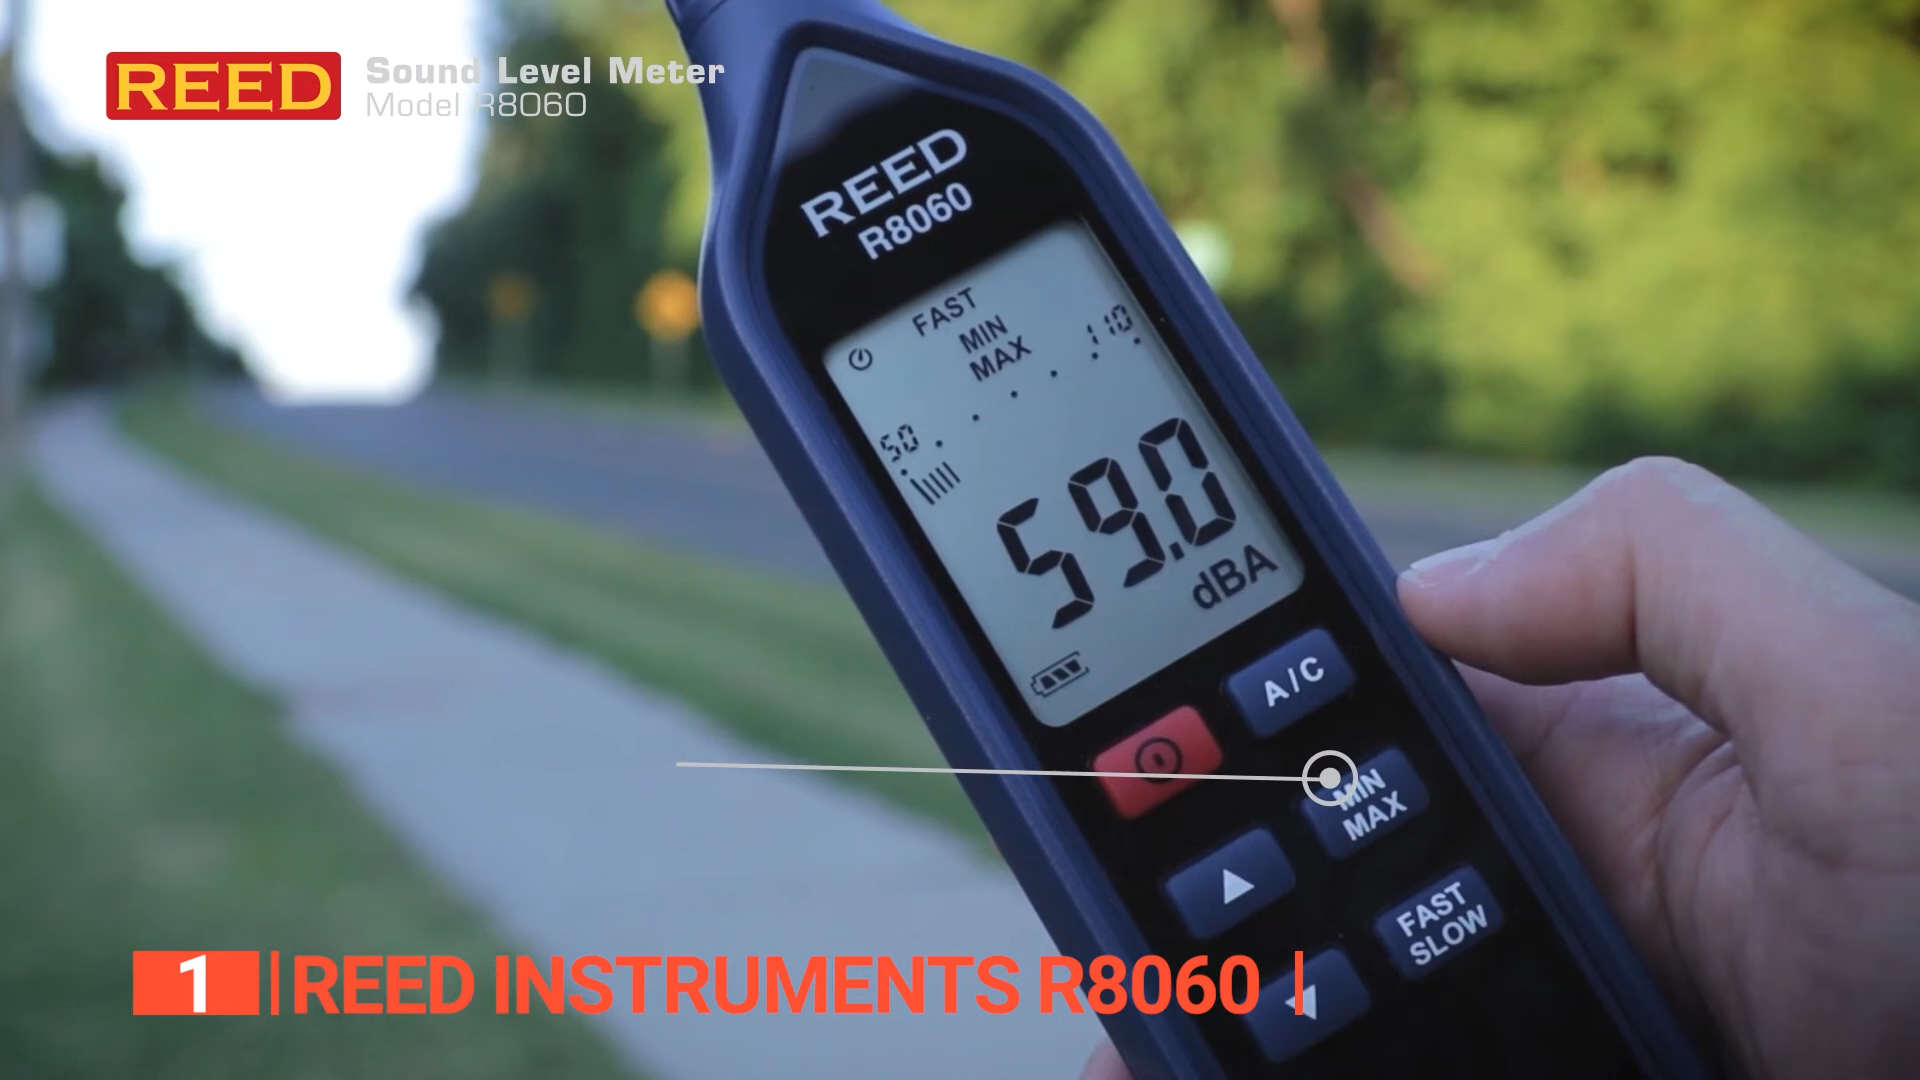 REED
Sound Level Meter
Model R8060
REED
R8060
FAST
MIN
MAX
110
50
59.0
dBA
A/C
MIN
MAX
FAST
SLOW
1
REED INSTRUMENTS R8060